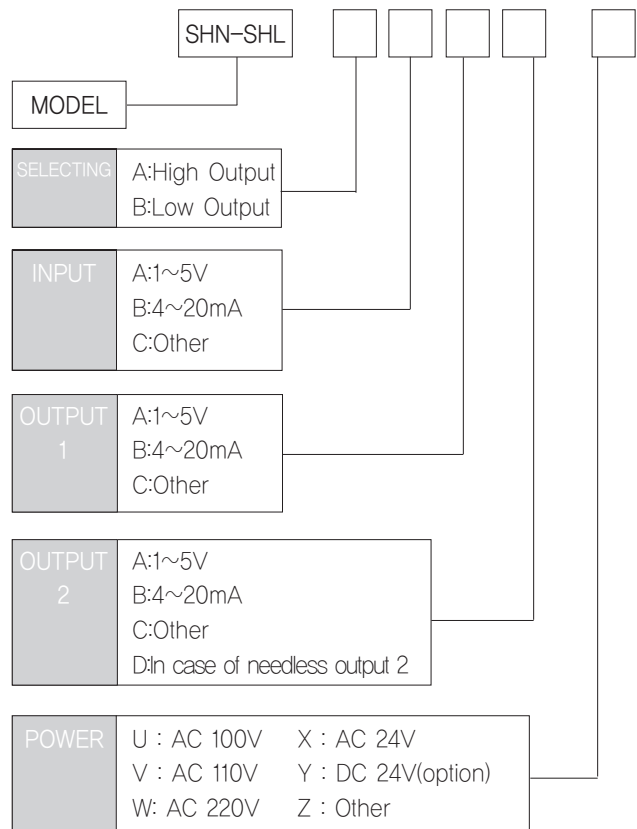 SHN-SHL
MODEL
SELECTING
A:High Output
B:Low Output
INPUT
A:1~5V
B:4~20mA
C:Other
OUTPUT
1
A:1~5V
B:4~20mA
C:Other
OUTPUT
2
A:1~5V
B:4~20mA
C:Other
D:In case of needless output 2
POWER
U : AC 100V X : AC 24V
V : AC 110V Y : DC 24V(option)
W: AC 220V Z : Other